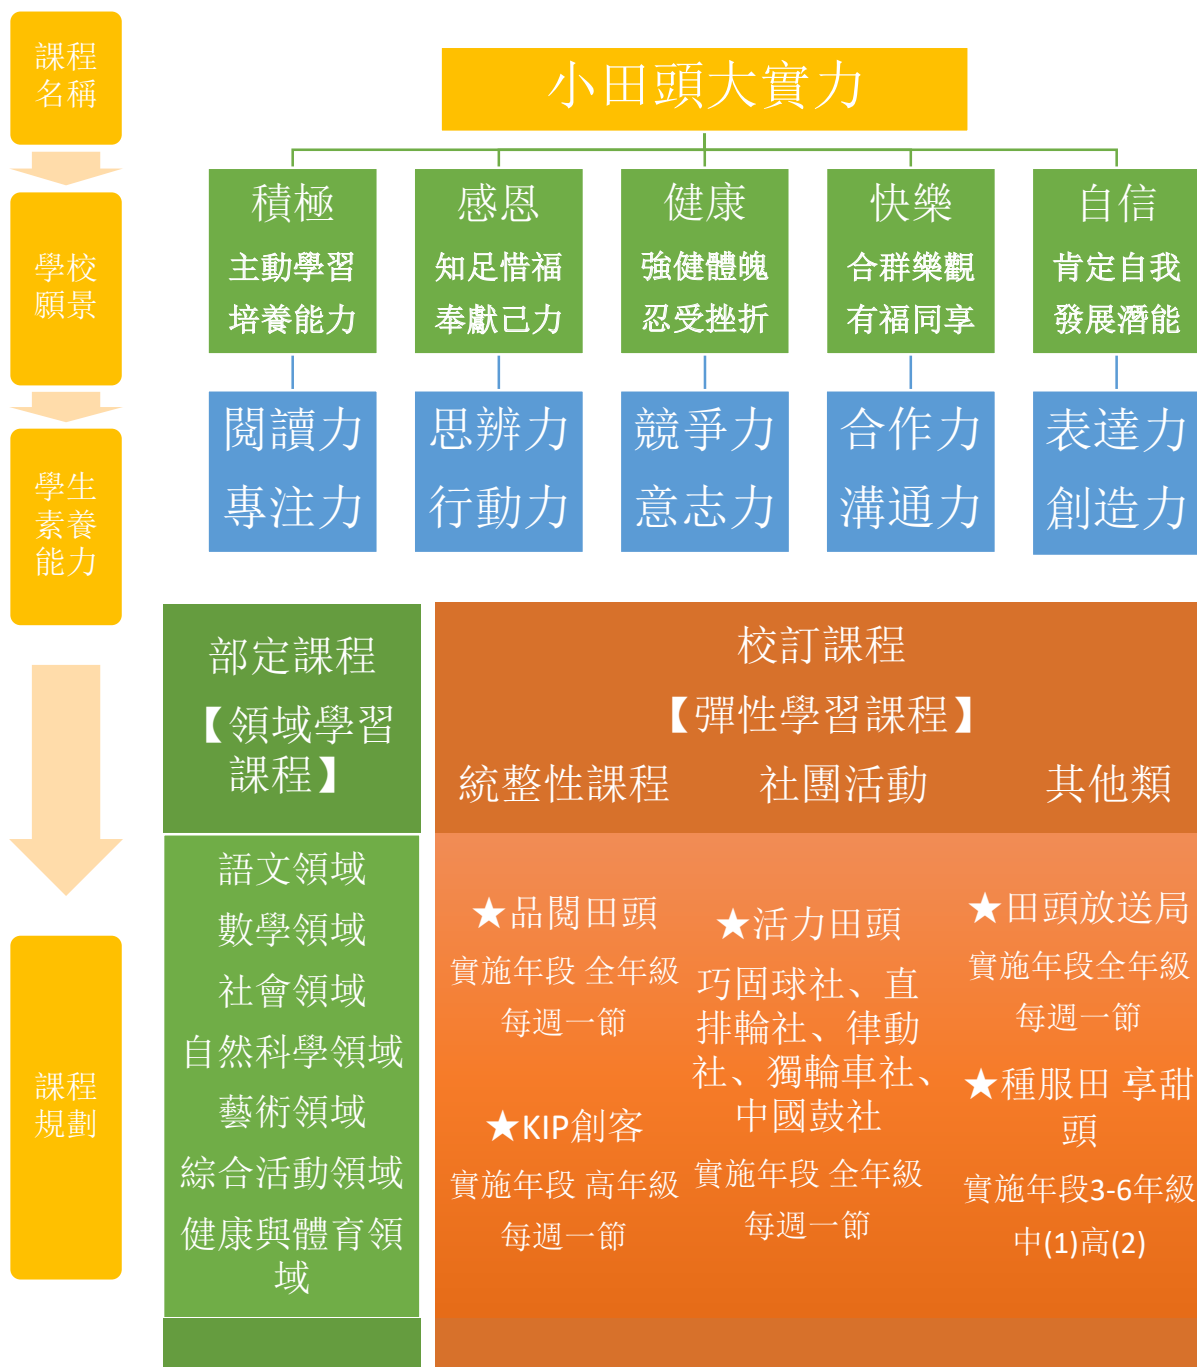 課程
名稱
小田頭大實力
學校
願景
積極
主動學習
培養能力
感恩
知足惜福
奉獻己力
健康
強健體魄
忍受挫折
快樂
合群樂觀
有福同享
自信
肯定自我
發展潛能
學生
素養
能力
閱讀力
專注力
思辨力
行動力
競爭力
意志力
合作力
溝通力
表達力
創造力
部定課程
【領域學習
課程】
校訂課程
【彈性學習課程】
統整性課程
社團活動
其他類
課程
規劃
語文領域
數學領域
社會領域
自然科學領域
藝術領域
綜合活動領域
健康與體育領
域
★品閱田頭
實施年段 全年級
每週一節
★KIP創客
實施年段 高年級
每週一節
★活力田頭
巧固球社、直
排輪社、律動
社、獨輪車社、
中國鼓社
實施年段 全年級
每週一節
★田頭放送局
實施年段全年級
每週一節
★種服田 享甜
頭
實施年段3-6年級
中(1)高(2)